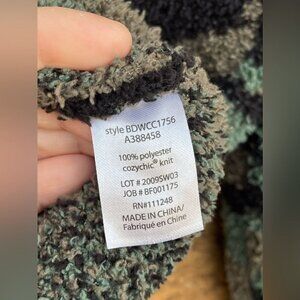 style BDWCC1756
A388458
100% polyester
cozychic® knit
LOT # 2009SW03
JOB # BF001175
RN#111248
MADE IN CHINA/
Fabriqué en Chine